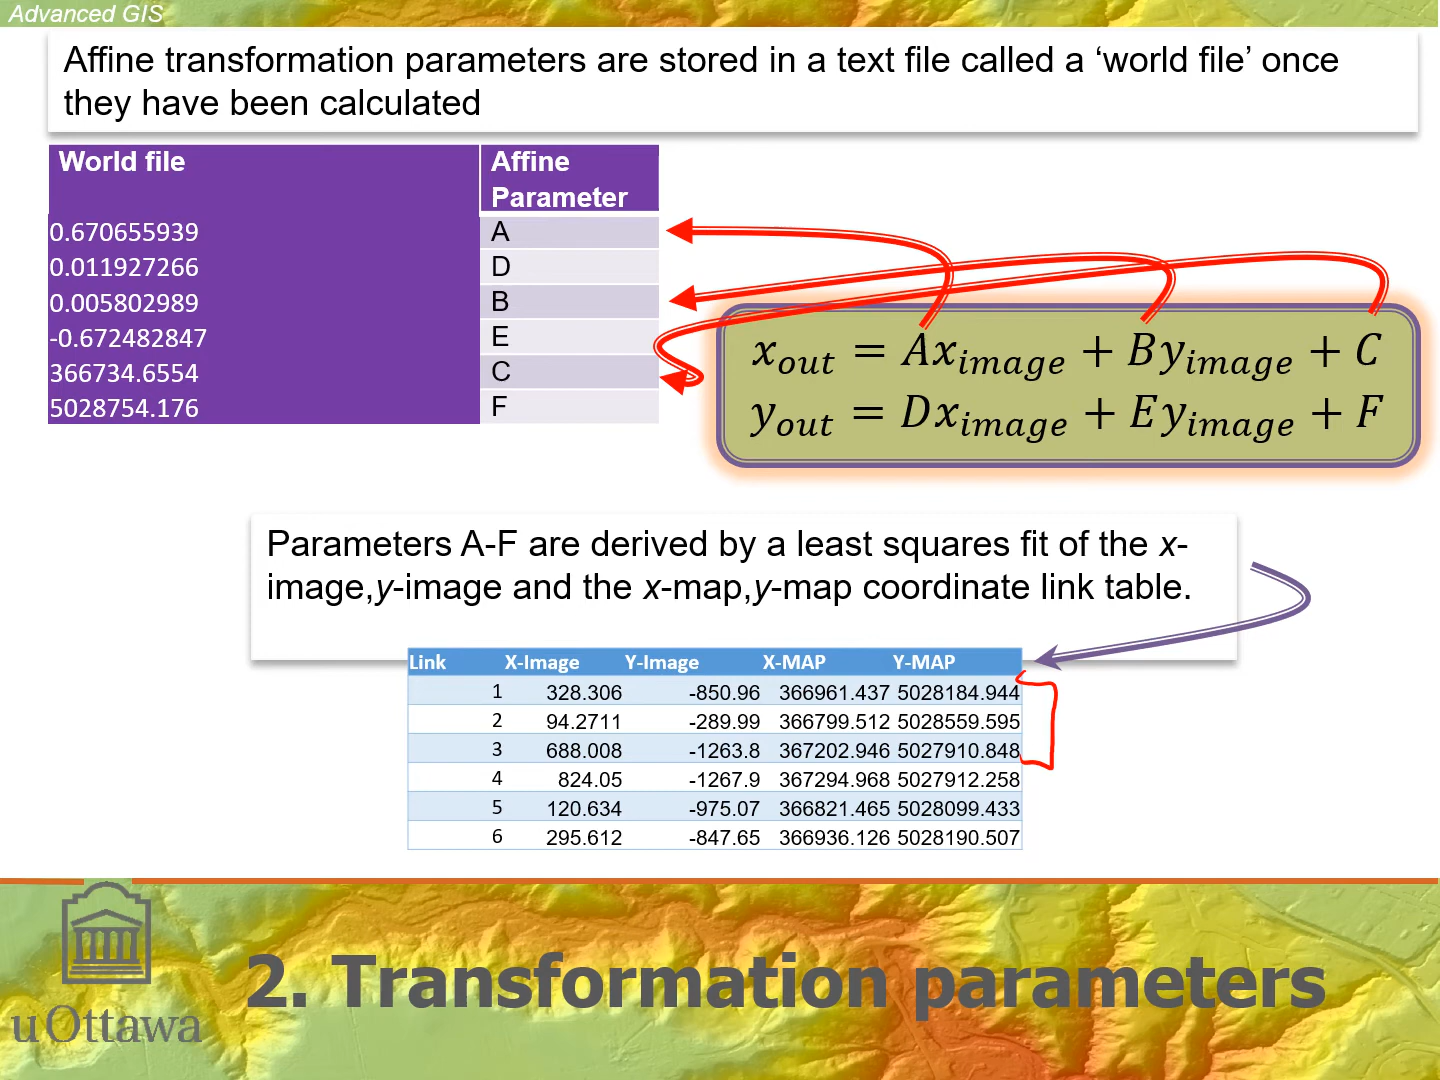 Advanced GIS
Affine transformation parameters are stored in a text file called a ‘world file’ once
they have been calculated
World file Affine
Parameter
0.670655939 A
0.011927266 D
0.005802989 B
-0.672482847 E
366734.6554 C
5028754.176 F
x_out = Ax_image + By_image + C
y_out = Dx_image + Ey_image + F
Parameters A-F are derived by a least squares fit of the x-
image,y-image and the x-map,y-map coordinate link table.
Link X-Image Y-Image X-MAP Y-MAP
1 328.306 -850.96 366961.437 5028184.944
2 94.2711 -289.99 366799.512 5028559.595
3 688.008 -1263.8 367202.946 5027910.848
4 824.05 -1267.9 367294.968 5027912.258
5 120.634 -975.07 366821.465 5028099.433
6 295.612 -847.65 366936.126 5028190.507
2. Transformation parameters
uOttawa